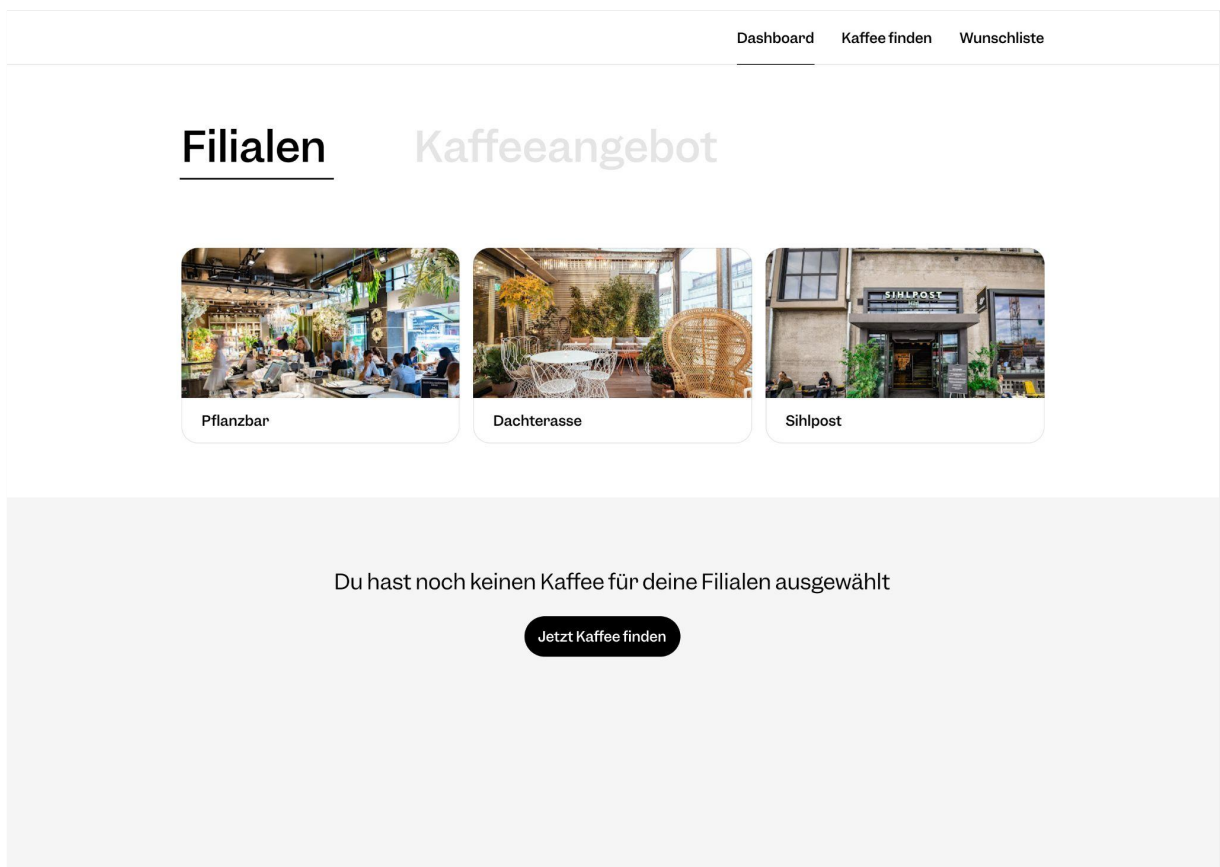 Dashboard Kaffee finden Wunschliste
Filialen Kaffeeangebot
SIHLPOST
Pflanzbar Dachterasse Sihlpost
Du hast noch keinen Kaffee für deine Filialen ausgewählt
Jetzt Kaffee finden